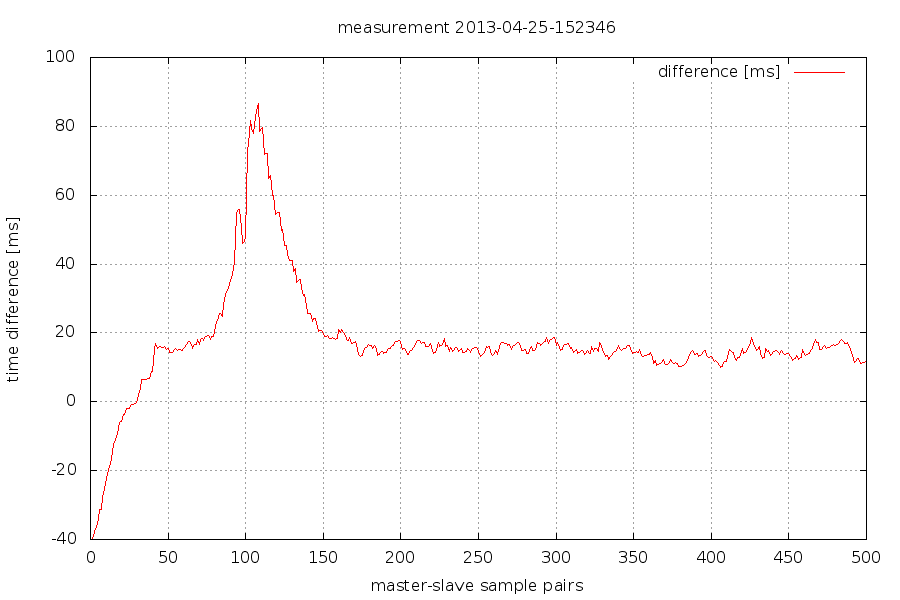 measurement 2013-04-25-152346
difference [ms]
time difference [ms]
100
80
60
40
20
0
-20
-40
0 50 100 150 200 250 300 350 400 450 500
master-slave sample pairs